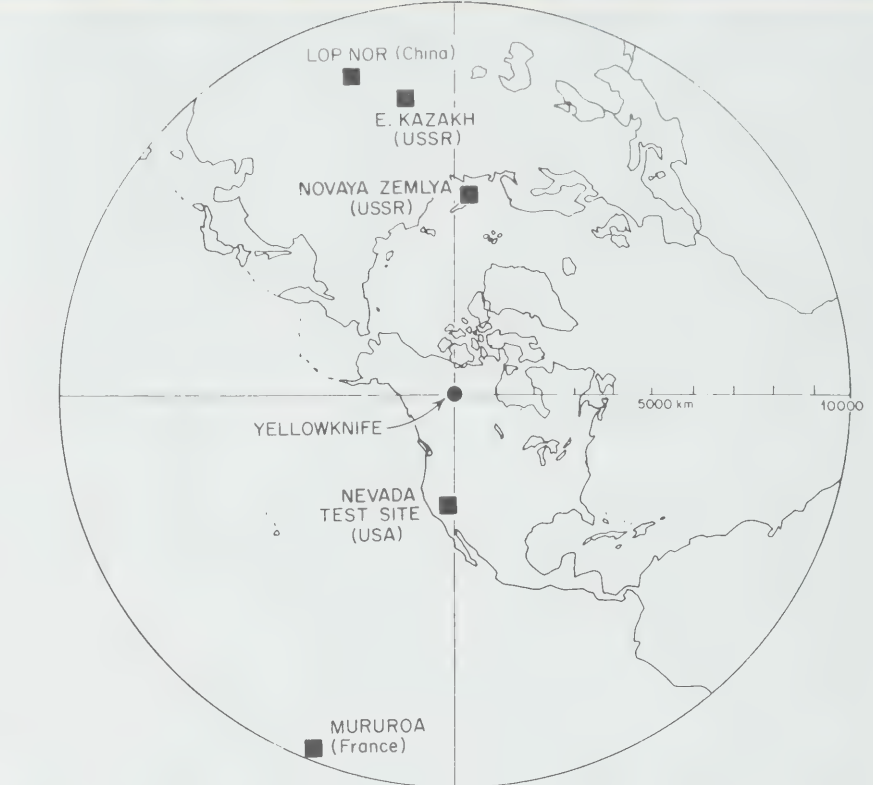 LOP NOR (China)
E. KAZAKH
(USSR)
NOVAYA ZEMLYA
(USSR)
5000 km
10000
YELLOWKNIFE
NEVADA
TEST SITE
(USA)
MURUROA
(France)